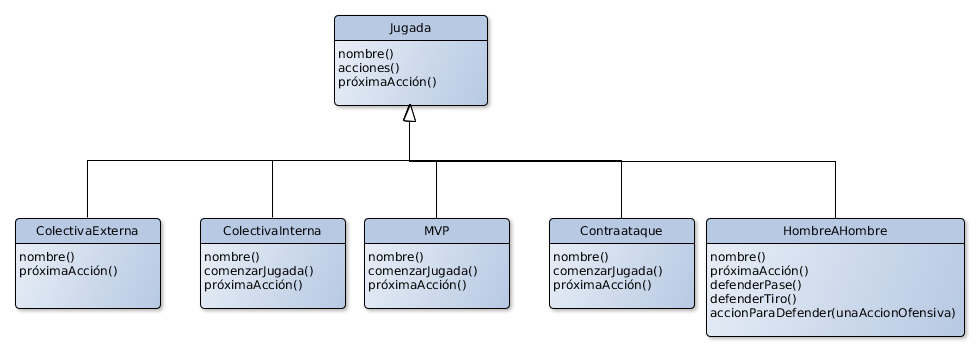 Jugada
nombre()
acciones()
próximaAcción()
ColectivaExterna
nombre()
próximaAcción()
ColectivaInterna
nombre()
comenzarJugada()
próximaAcción()
MVP
nombre()
comenzarJugada()
próximaAcción()
Contraataque
nombre()
comenzarJugada()
próximaAcción()
HombreAHombre
nombre()
próximaAcción()
defenderPase()
defenderTiro()
accionParaDefender(unaAccionOfensiva)